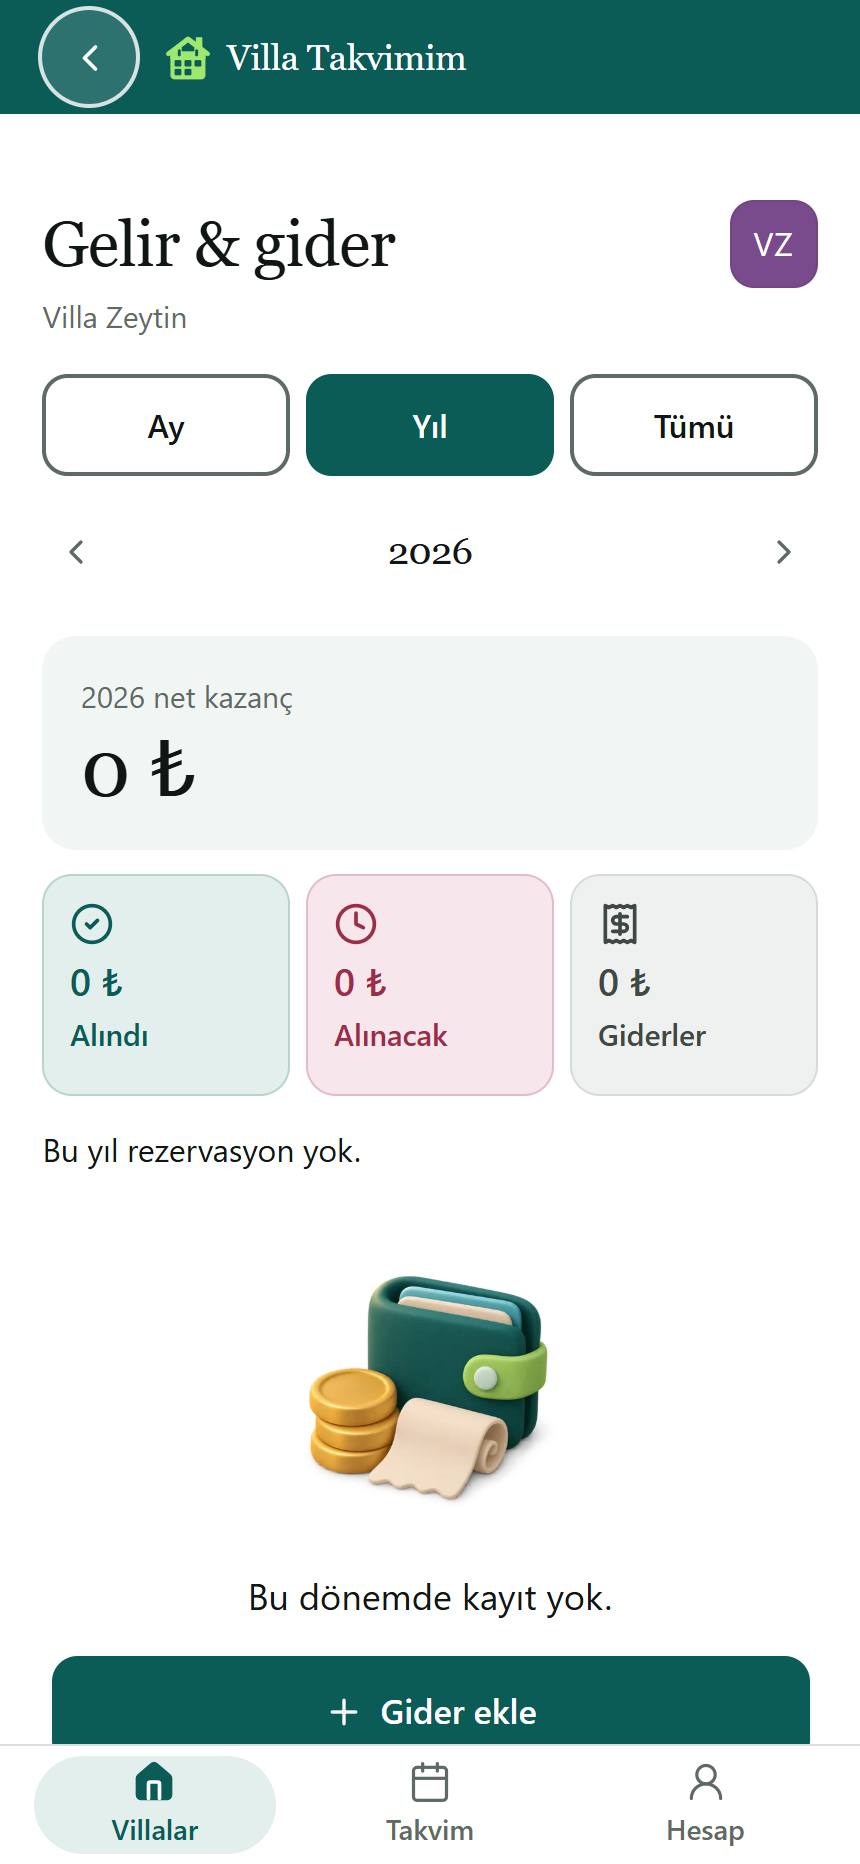 Villa Takvimim
Gelir & gider
VZ
Villa Zeytin
Ay
Yıl
Tümü
2026
2026 net kazanç
0 ₺
0 ₺
Alındı
0 ₺
Alınacak
0 ₺
Giderler
Bu yıl rezervasyon yok.
Bu dönemde kayıt yok.
Gider ekle
Villalar
Takvim
Hesap